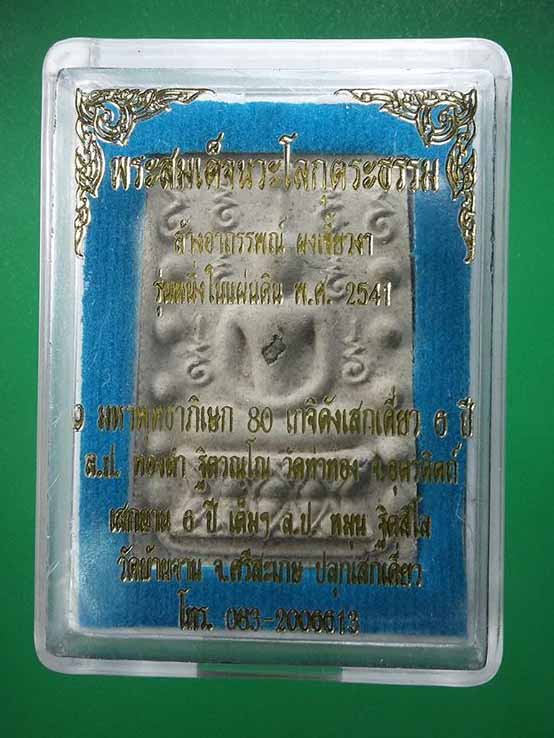 พระสมเด็จนวะโลกุตระธรรม
ล้างอาถรรพณ์ ผงเขี้ยวงา
รุ่นหนึ่งในแผ่นดิน พ.ศ. 2541
9 มหาพุทธาภิเษก 80 เกจิดังเสกเดี่ยว 6 ปี
ล.ป. ทองดำ ฐิตวณฺโณ วัดท่าทอง จ.อุตรดิตถ์
เสกนาน 6 ปี เต็มๆ ล.ป. หมุน ฐิตสีโล
วัดบ้านจาน จ.ศรีสะเกษ ปลุกเสกเดี่ยว
โทร. 083-2006613